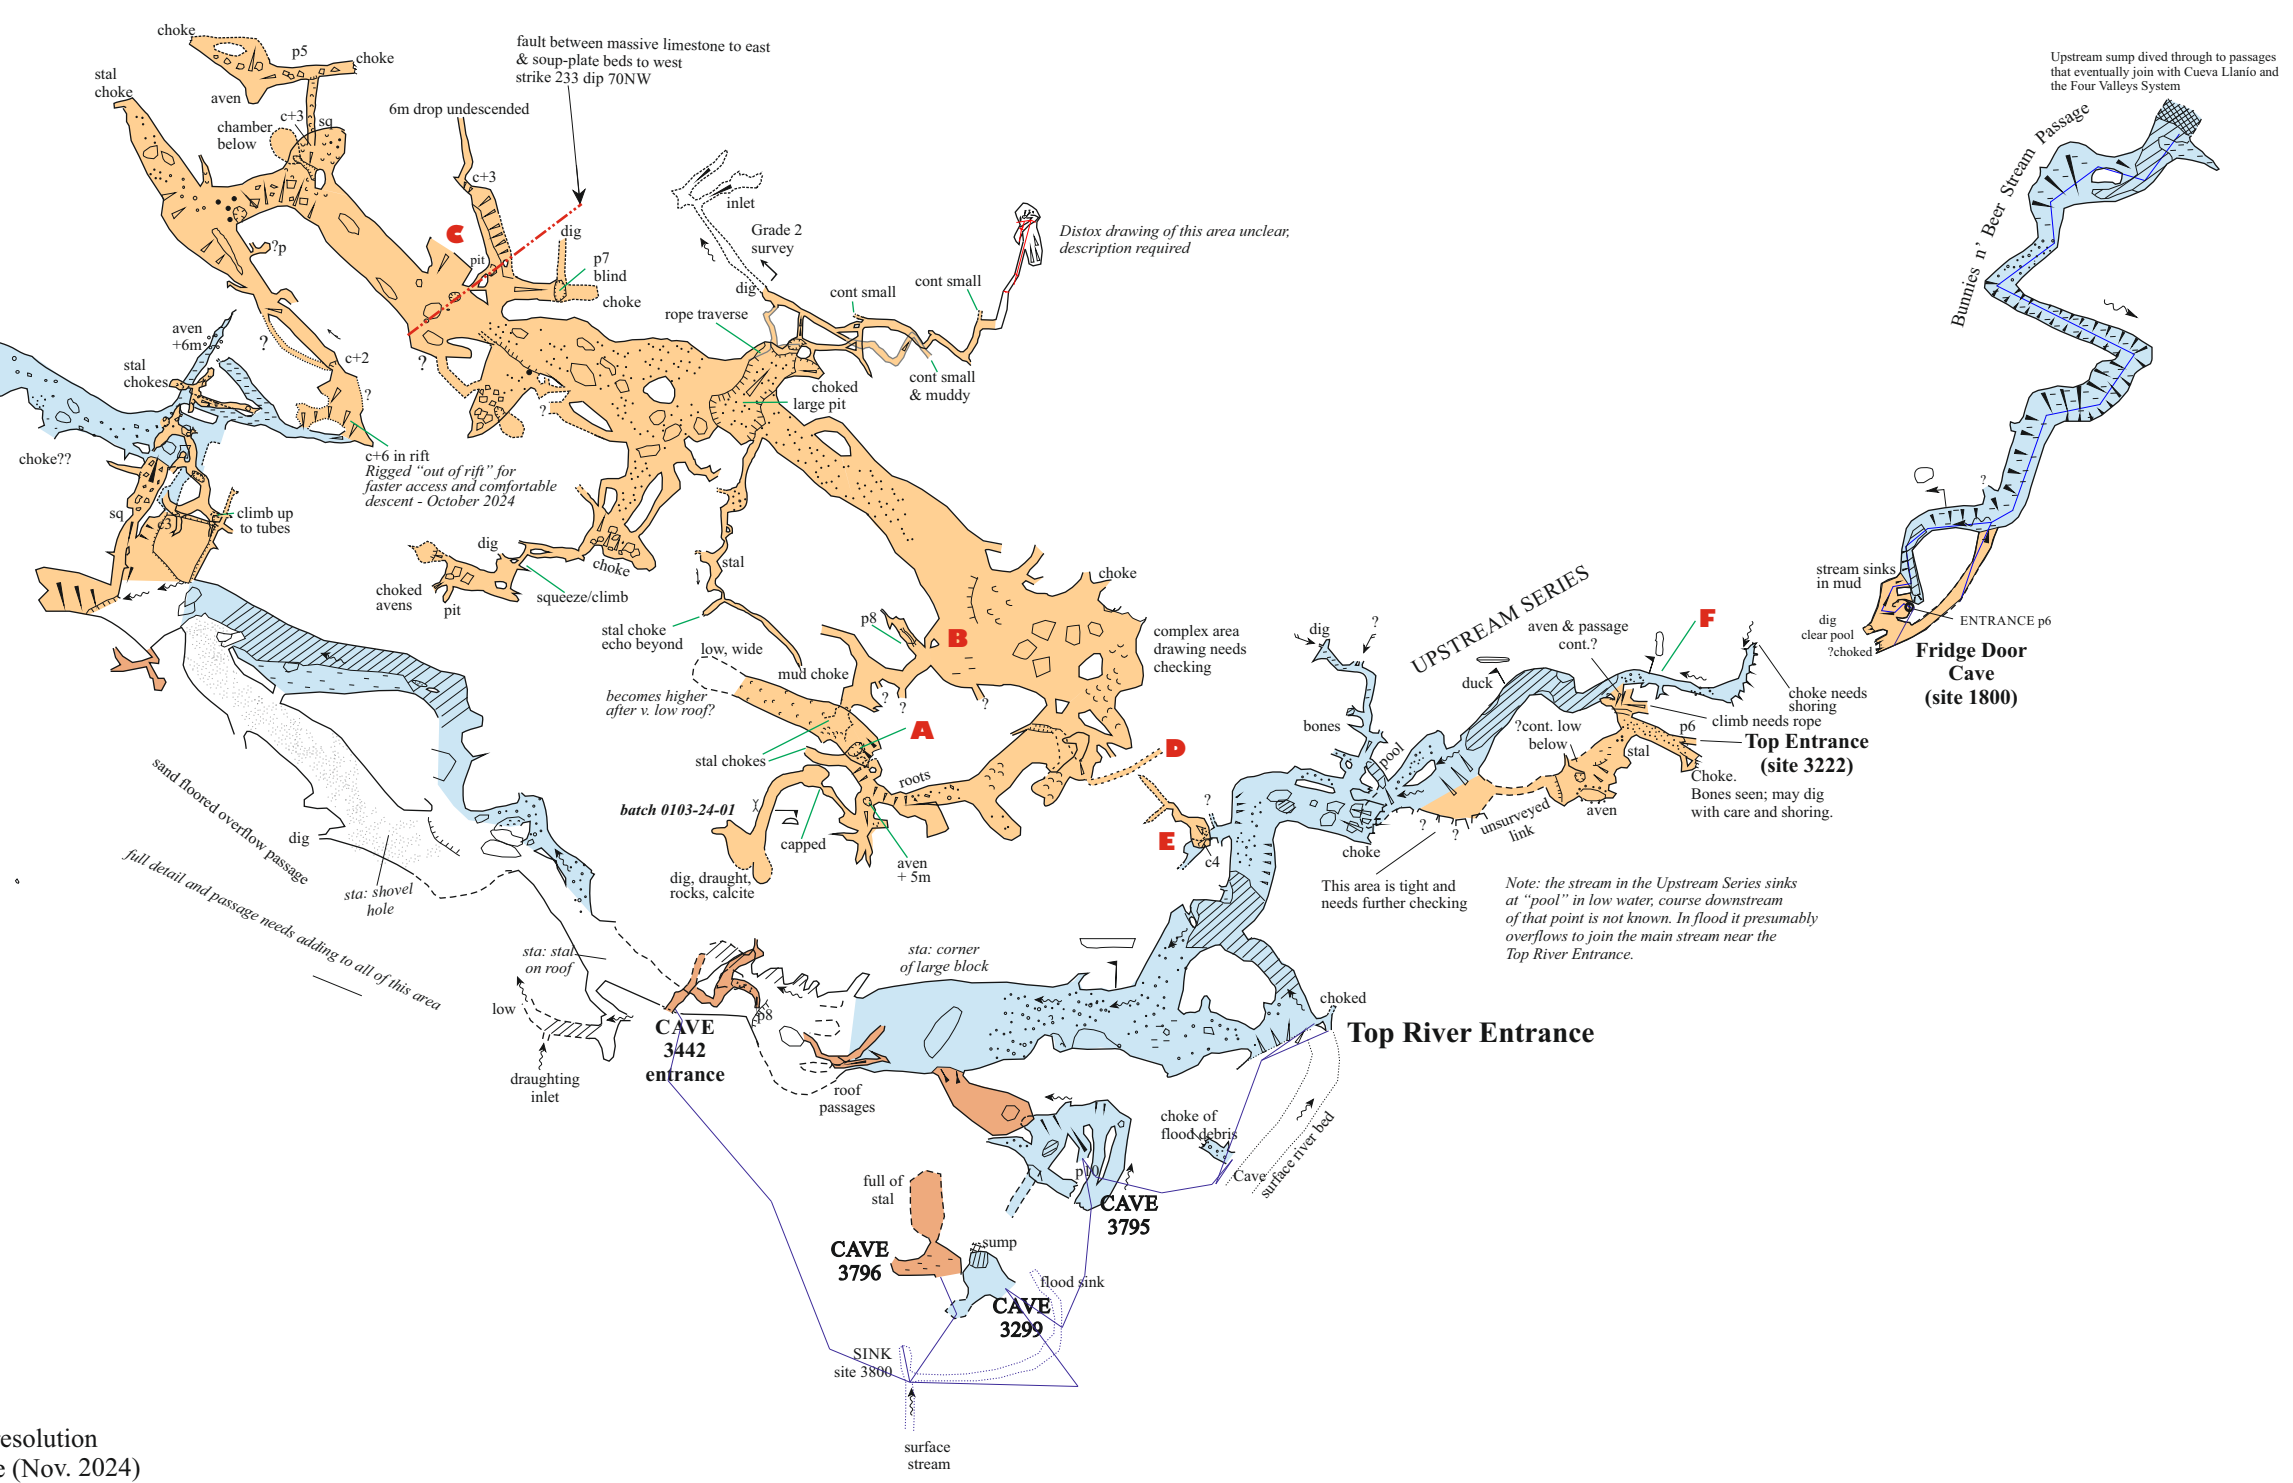 choke
p5
choke
stal
choke
aven
c+3
sq
chamber
below
fault between massive limestone to east
& soup-plate beds to west
strike 233 dip 70NW
6m drop undescended
c+3
C
pit
dig
p7
blind
choke
?p
inlet
Grade 2
survey
dig
rope traverse
cont small
cont small
Distox drawing of this area unclear,
description required
cont small
& muddy
choked
large pit
Upstream sump dived through to passages
that eventually join with Cueva Llanío and
the Four Valleys System
Bunnies n' Beer Stream Passage
aven
+6m
?
c+2
?
?
?
stal
chokes
choke??
c+6 in rift
Rigged “out of rift” for
faster access and comfortable
descent - October 2024
sq
c3
climb up
to tubes
dig
choke
choked
avens
pit
squeeze/climb
stal
stal choke
echo beyond
p8
B
choke
complex area
drawing needs
checking
low, wide
mud choke
becomes higher
after v. low roof?
?
?
?
A
stal chokes
D
roots
batch 0103-24-01
capped
aven
+ 5m
dig, draught,
rocks, calcite
E
?
c4
dig
?
UPSTREAM SERIES
aven & passage
cont.?
F
duck
bones
pool
?cont. low
below
stal
p6
choke needs
shoring
climb needs rope
Top Entrance
(site 3222)
Choke.
Bones seen; may dig
with care and shoring.
aven
unsurveyed
link
?
?
choke
This area is tight and
needs further checking
Note: the stream in the Upstream Series sinks
at “pool” in low water, course downstream
of that point is not known. In flood it presumably
overflows to join the main stream near the
Top River Entrance.
?
stream sinks
in mud
dig
clear pool
?choked
ENTRANCE p6
Fridge Door
Cave
(site 1800)
sand floored overflow passage
dig
full detail and passage needs adding to all of this area
sta: shovel
hole
sta: stal
on roof
low
draughting
inlet
CAVE
3442
entrance
p8
sta: corner
of large block
roof
passages
choked
Top River Entrance
choke of
flood debris
Cave
surface river bed
p10
CAVE
3795
full of
stal
CAVE
3796
sump
flood sink
CAVE
3299
SINK
site 3800
surface
stream
esolution
e (Nov. 2024)